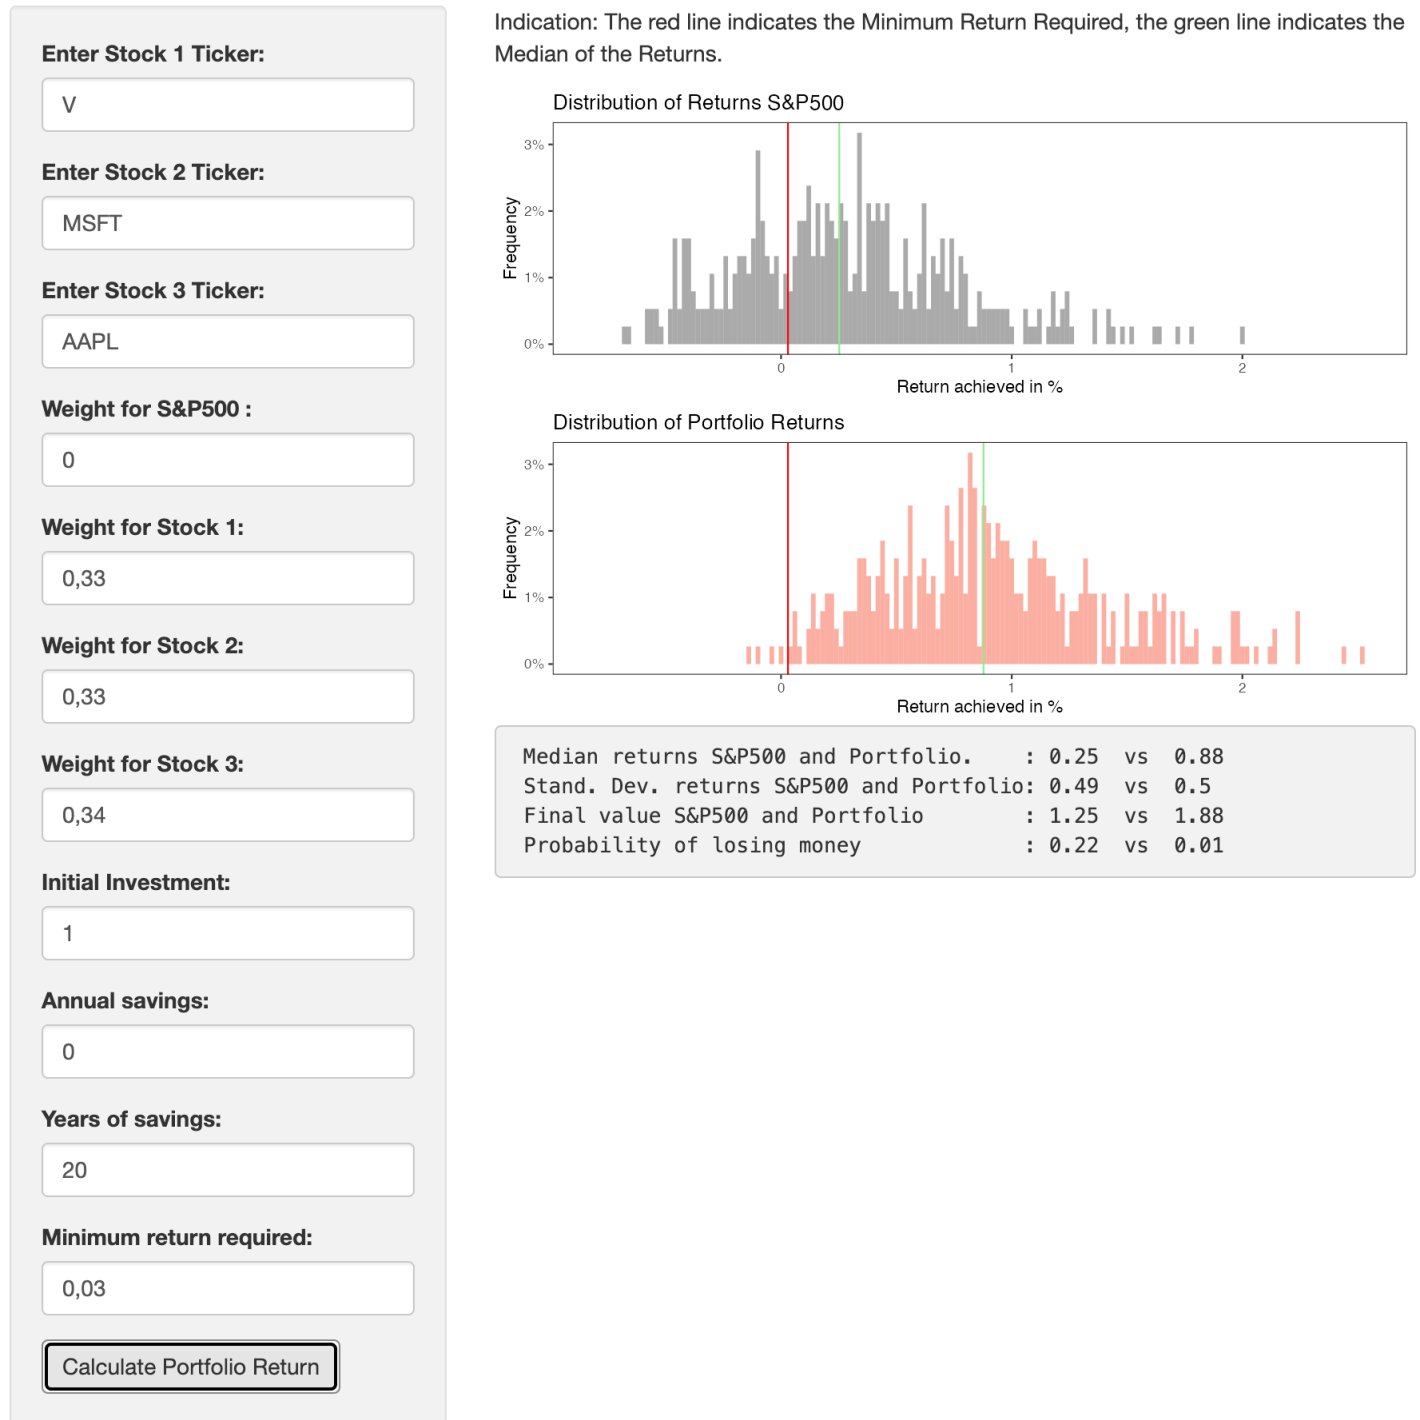 Enter Stock 1 Ticker:
V
Enter Stock 2 Ticker:
MSFT
Enter Stock 3 Ticker:
AAPL
Weight for S&P500 :
0
Weight for Stock 1:
0,33
Weight for Stock 2:
0,33
Weight for Stock 3:
0,34
Initial Investment:
1
Annual savings:
0
Years of savings:
20
Minimum return required:
0,03
Calculate Portfolio Return
Indication: The red line indicates the Minimum Return Required, the green line indicates the
Median of the Returns.
Distribution of Returns S&P500
Frequency
3%
2%
1%
0%
0 1 2
Return achieved in %
Distribution of Portfolio Returns
Frequency
3%
2%
1%
0%
0 1 2
Return achieved in %
Median returns S&P500 and Portfolio. : 0.25 vs 0.88
Stand. Dev. returns S&P500 and Portfolio: 0.49 vs 0.5
Final value S&P500 and Portfolio : 1.25 vs 1.88
Probability of losing money : 0.22 vs 0.01